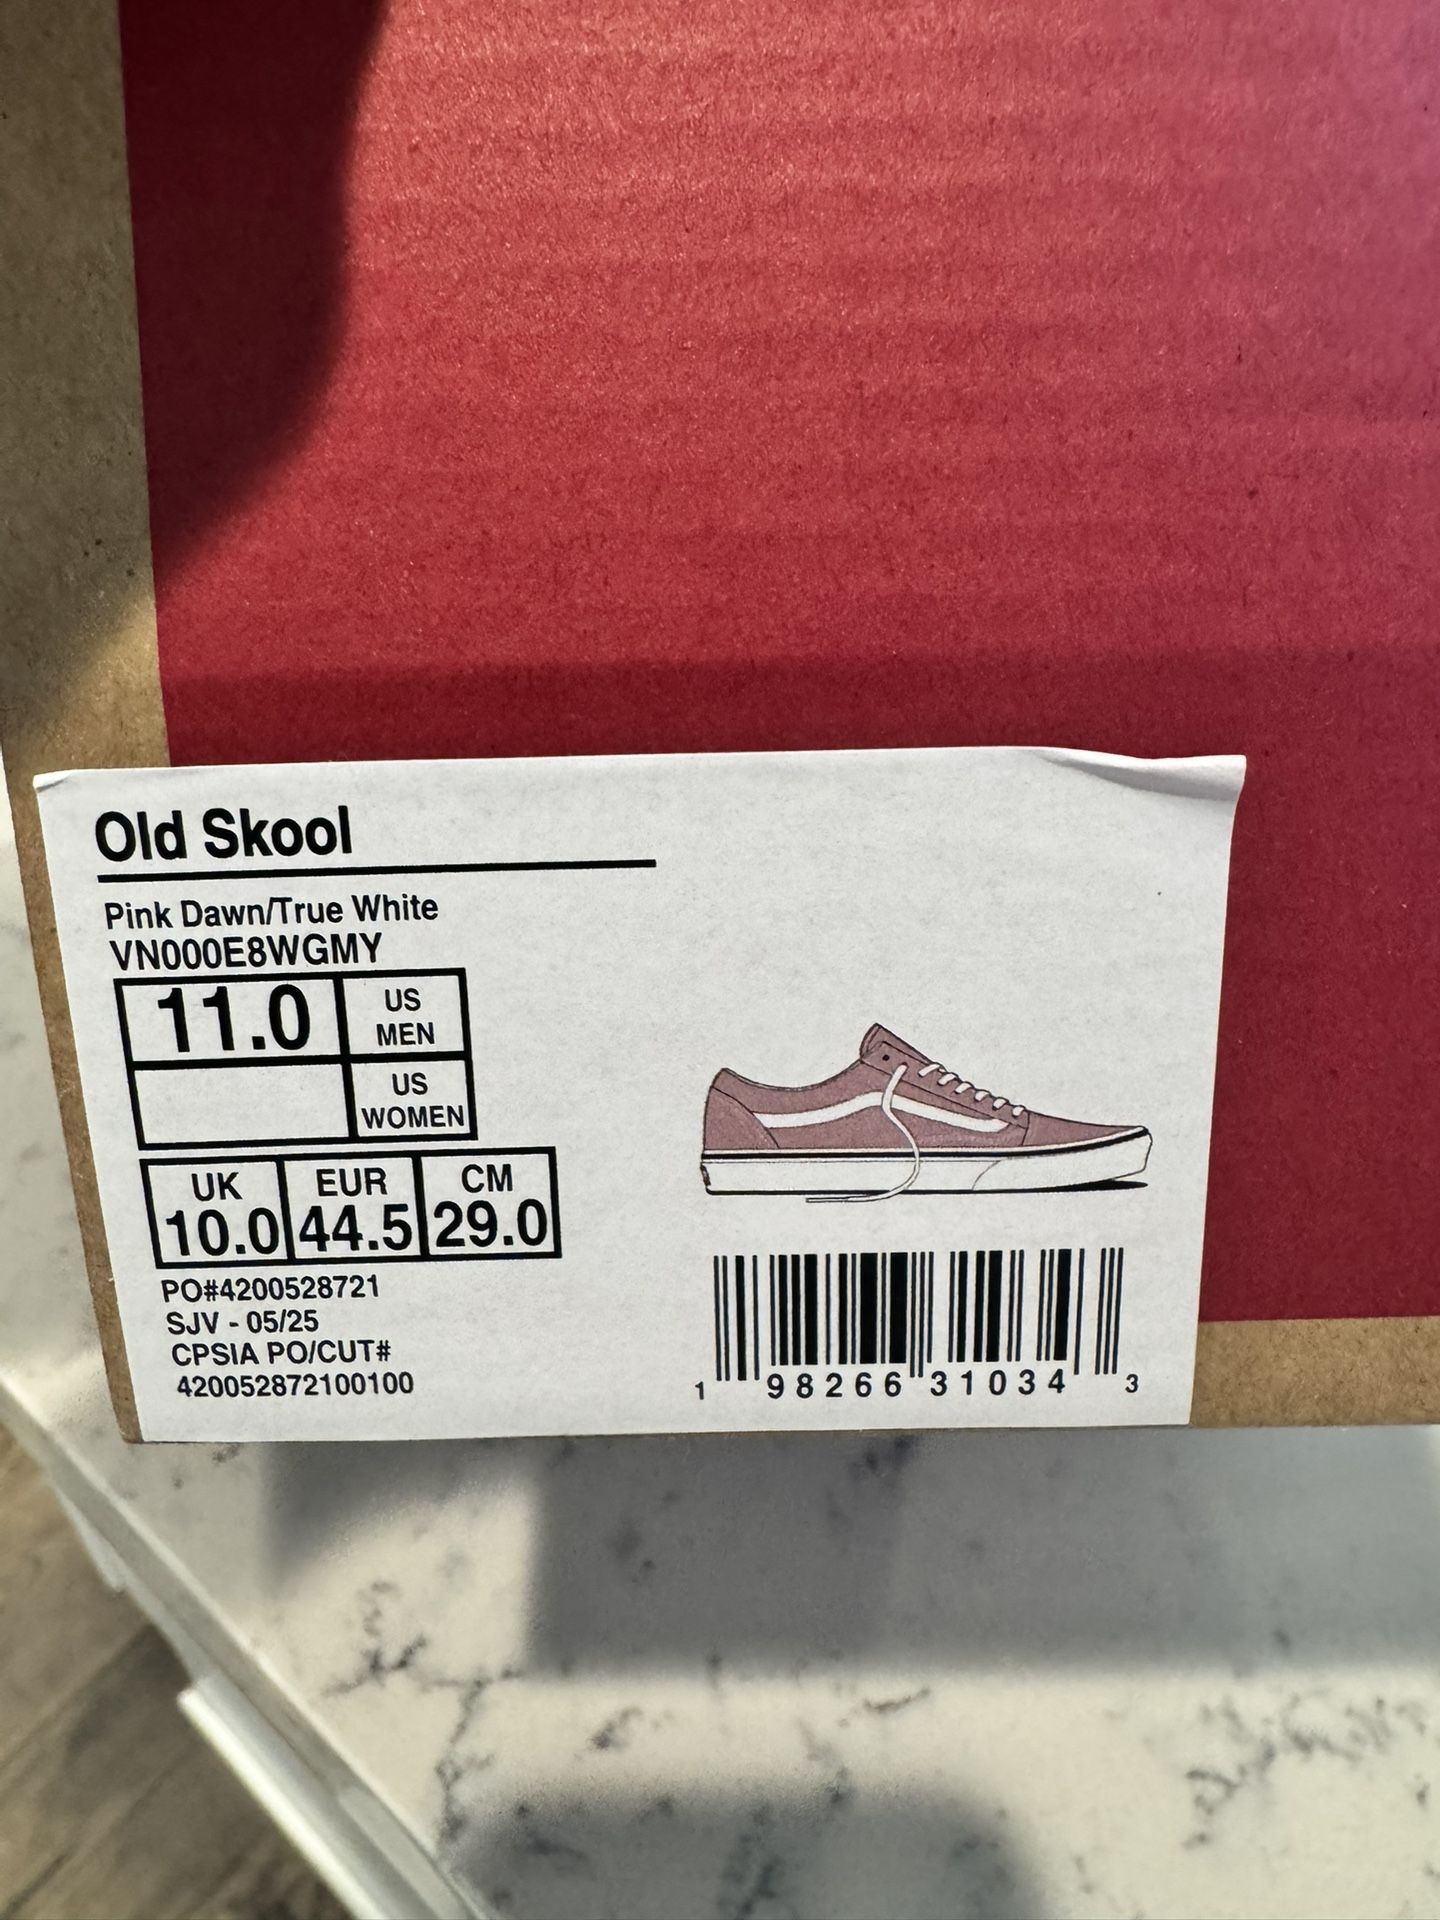 Old Skool
Pink Dawn/True White
VN000E8WGMY
11.0 US MEN
US WOMEN
UK EUR CM
10.0 44.5 29.0
PO#4200528721
SJV - 05/25
CPSIA PO/CUT#
420052872100100
1 98266 31034 3